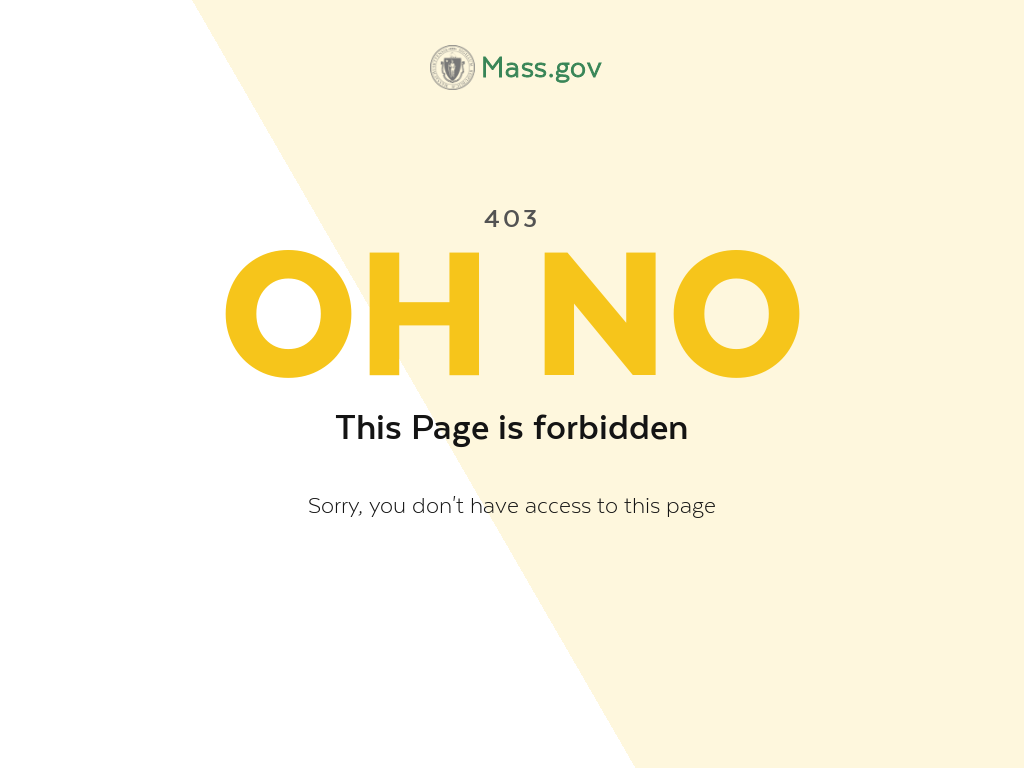 Mass.gov
403
OH NO
This Page is forbidden
Sorry, you don't have access to this page